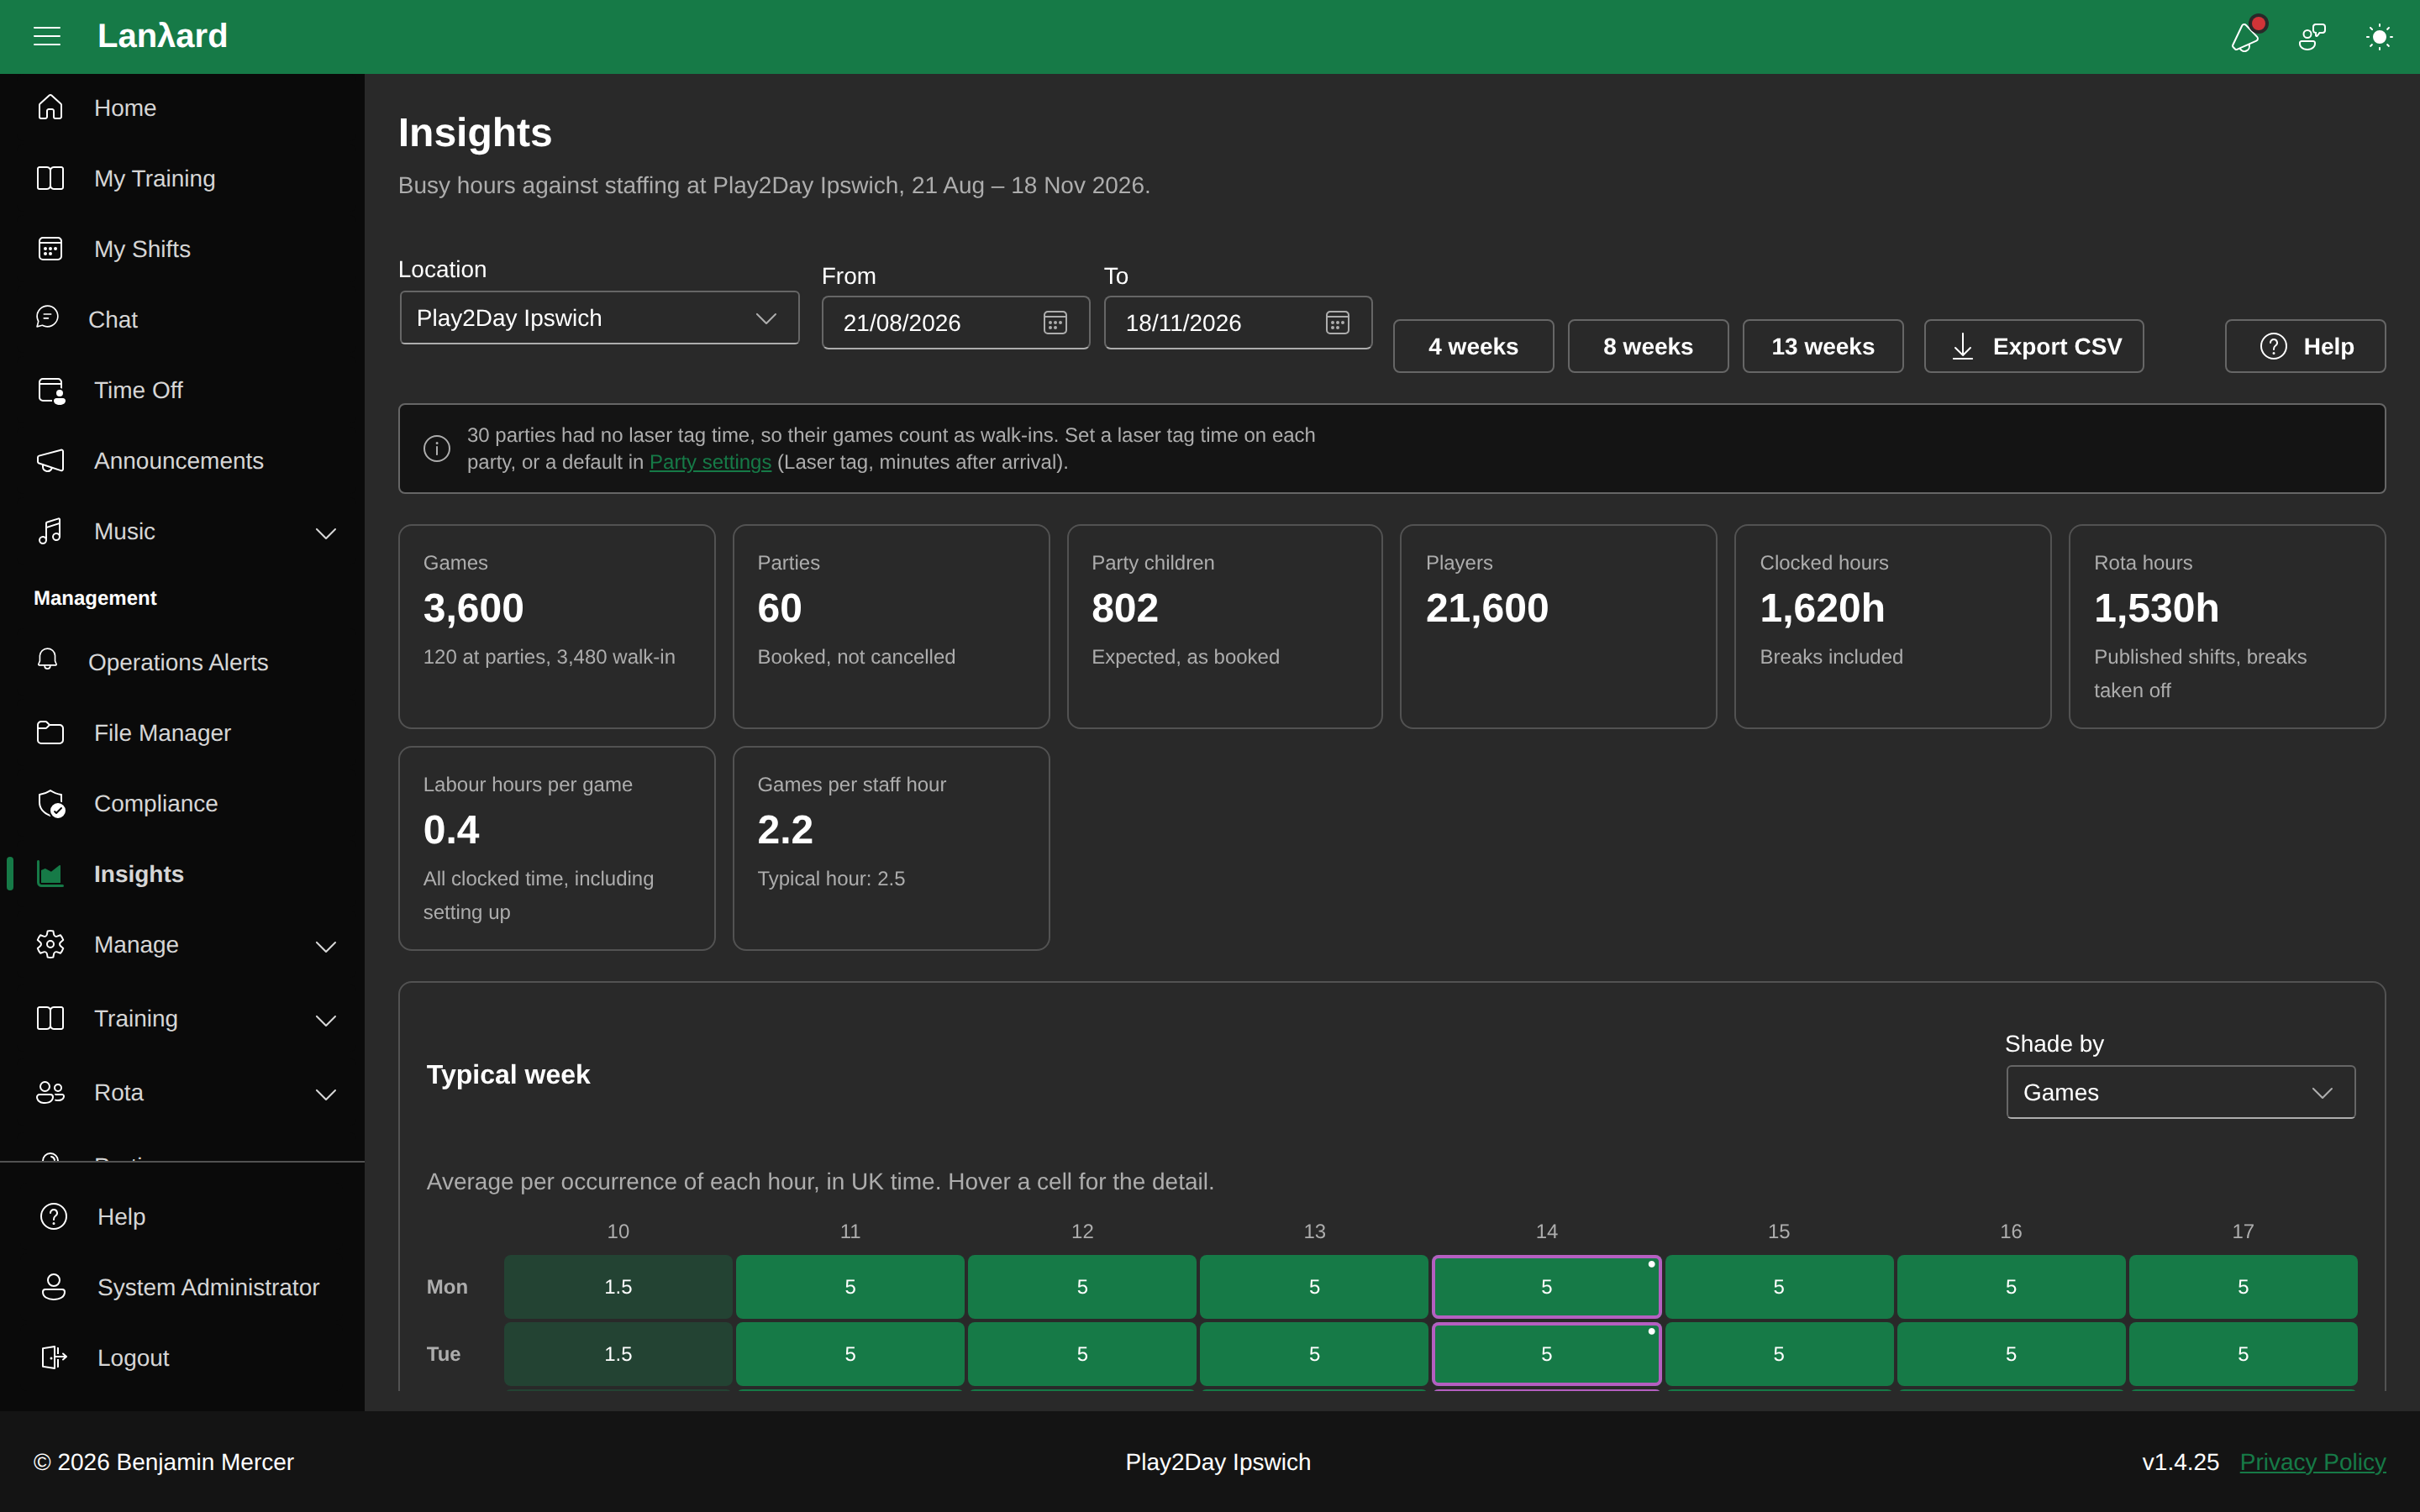 Lanλard
Home
My Training
My Shifts
Chat
Time Off
Announcements
Music
Management
Operations Alerts
File Manager
Compliance
Insights
Manage
Training
Rota
Help
System Administrator
Logout
Insights
Busy hours against staffing at Play2Day Ipswich, 21 Aug – 18 Nov 2026.
Location
From
To
Play2Day Ipswich
21/08/2026
18/11/2026
4 weeks
8 weeks
13 weeks
Export CSV
Help
30 parties had no laser tag time, so their games count as walk-ins. Set a laser tag time on each
party, or a default in Party settings (Laser tag, minutes after arrival).
Games
3,600
120 at parties, 3,480 walk-in
Parties
60
Booked, not cancelled
Party children
802
Expected, as booked
Players
21,600
Clocked hours
1,620h
Breaks included
Rota hours
1,530h
Published shifts, breaks
taken off
Labour hours per game
0.4
All clocked time, including
setting up
Games per staff hour
2.2
Typical hour: 2.5
Typical week
Shade by
Games
Average per occurrence of each hour, in UK time. Hover a cell for the detail.
10 11 12 13 14 15 16 17
Mon 1.5 5 5 5 5 5 5 5
Tue 1.5 5 5 5 5 5 5 5
© 2026 Benjamin Mercer
Play2Day Ipswich
v1.4.25 Privacy Policy